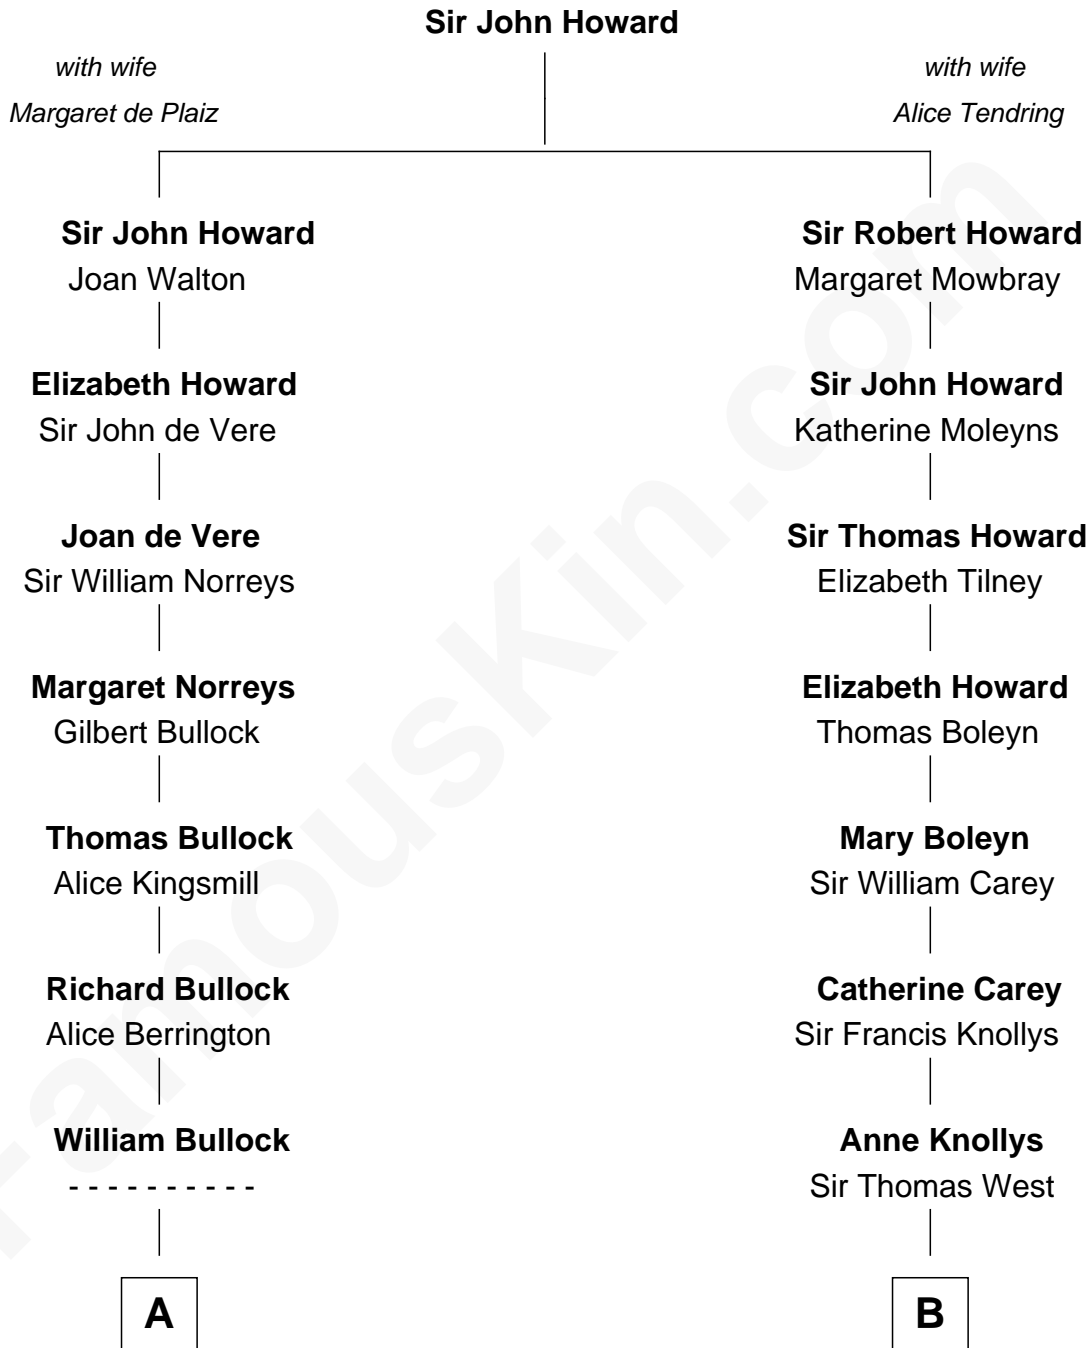 Sir John Howard
with wife
Margaret de Plaiz
with wife
Alice Tendring
Sir John Howard
Joan Walton
Sir Robert Howard
Margaret Mowbray
Elizabeth Howard
Sir John de Vere
Sir John Howard
Katherine Moleyns
Joan de Vere
Sir William Norreys
Sir Thomas Howard
Elizabeth Tilney
Margaret Norreys
Gilbert Bullock
Elizabeth Howard
Thomas Boleyn
Thomas Bullock
Alice Kingsmill
Mary Boleyn
Sir William Carey
Richard Bullock
Alice Berrington
Catherine Carey
Sir Francis Knollys
William Bullock
- - - - - - - - - -
Anne Knollys
Sir Thomas West
A
B
FamousKin.com